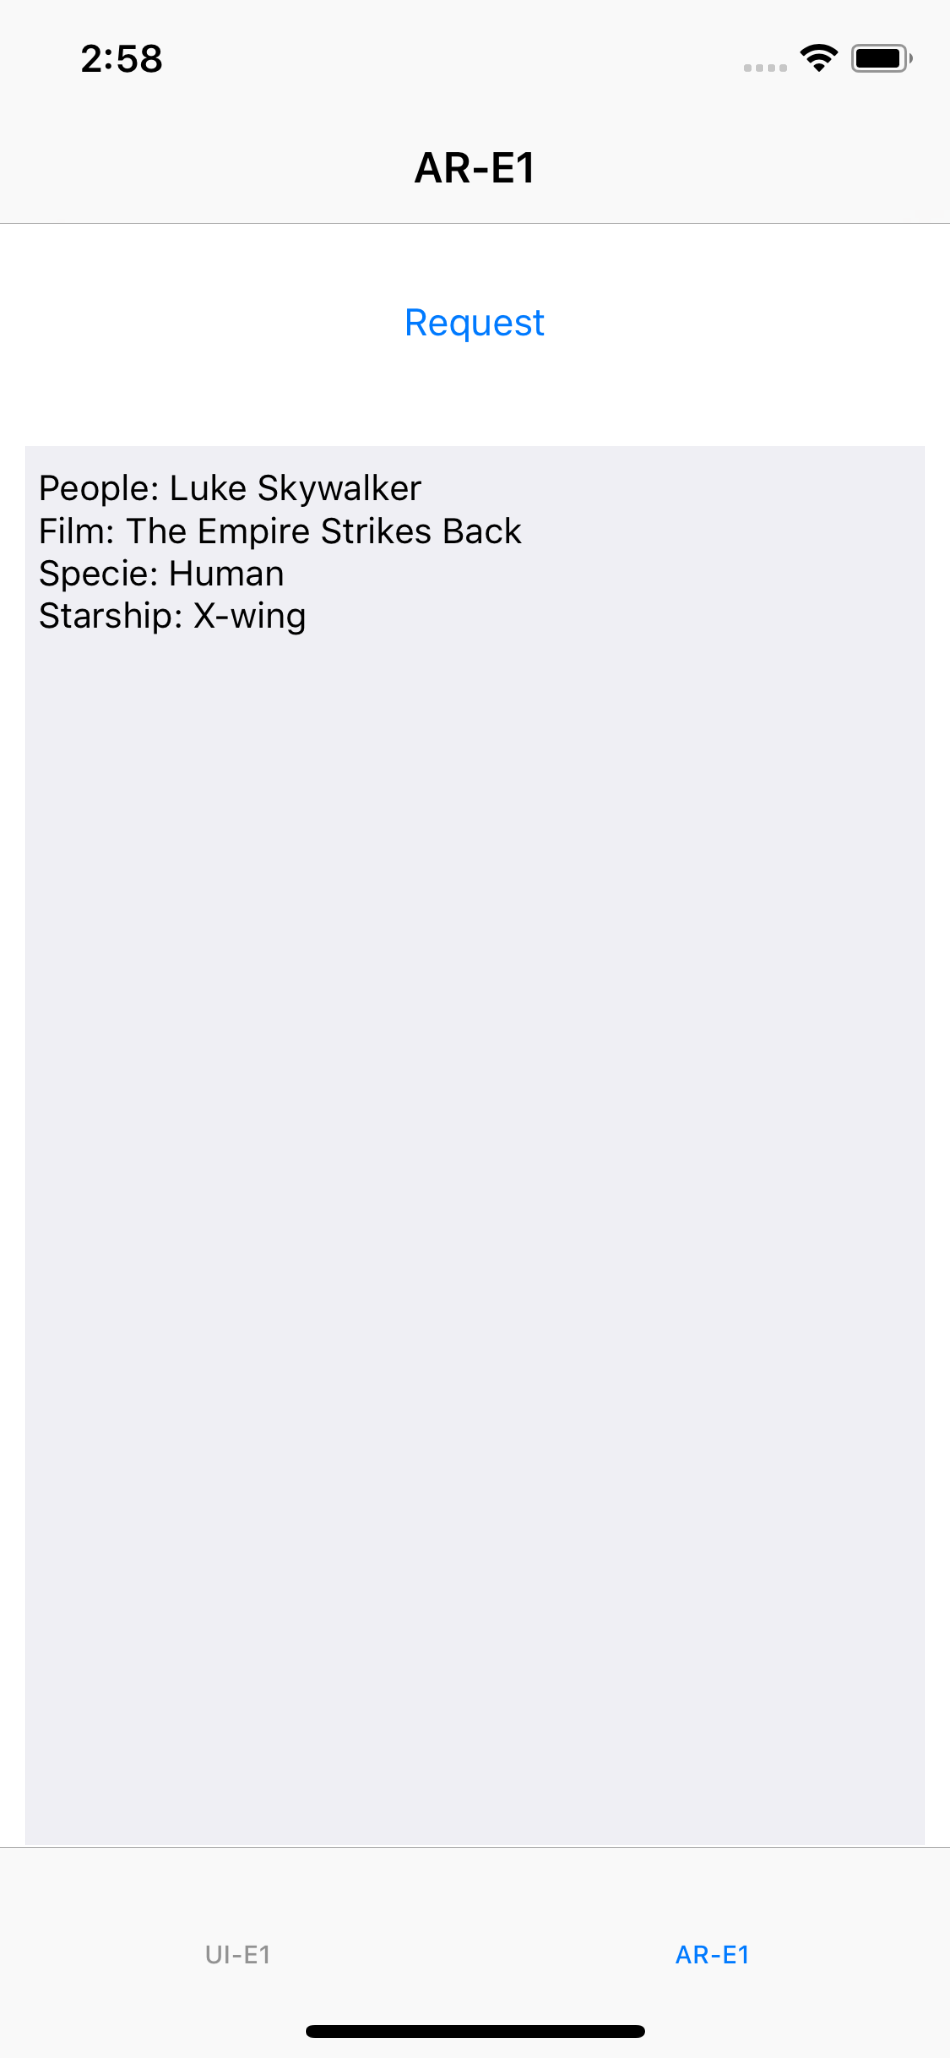 2:58
AR-E1
Request
People: Luke Skywalker
Film: The Empire Strikes Back
Specie: Human
Starship: X-wing
UI-E1
AR-E1